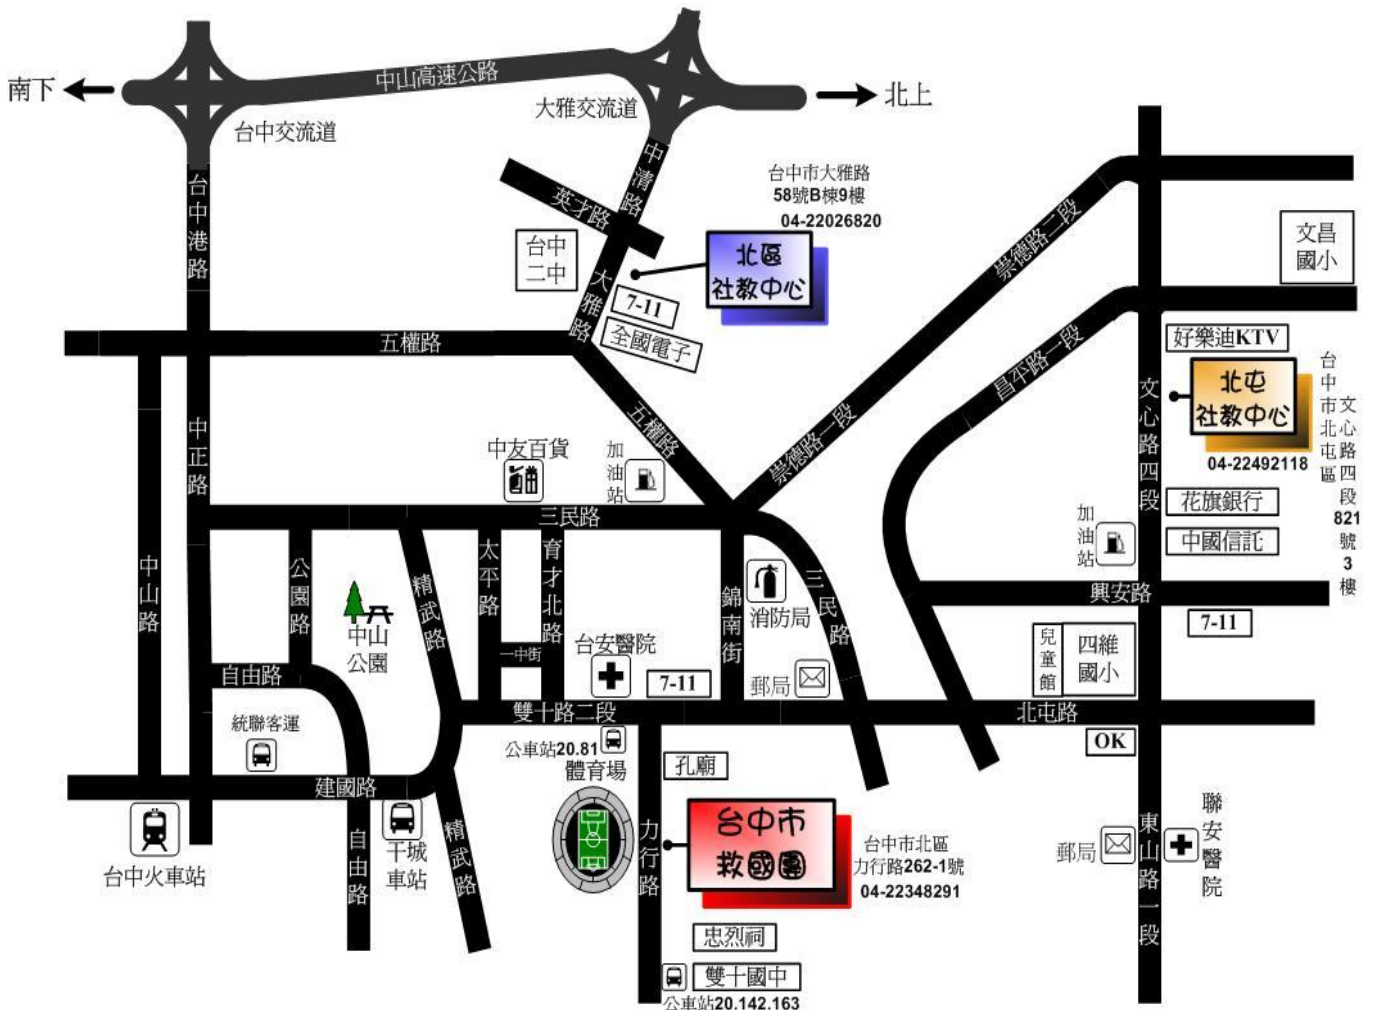 南下
中山高速公路
北上
台中交流道
大雅交流道
中清路
台中港路
英才路
台中市大雅路
58號B棟9樓
04-22026820
北區
社教中心
台中
二中
大雅路
7-11
全國電子
五權路
五權路
崇德路二段
崇德路一段
昌平路一段
文昌
國小
好樂迪KTV
北屯
社教中心
04-22492118
台中市北屯區
文心路四段
821
號
3
樓
文心路四段
花旗銀行
中國信託
加油站
興安路
7-11
中正路
中山路
中友百貨
加油站
三民路
公園路
精武路
太平路
育才北路
中山
公園
一中街
台安醫院
7-11
錦南街
消防局
三民路
郵局
兒童館
四維
國小
自由路
統聯客運
雙十路二段
北屯路
OK
公車站20.81
體育場
孔廟
建國路
台中火車站
自由路
干城
車站
精武路
力行路
台中市
救國團
台中市北區
力行路262-1號
04-22348291
忠烈祠
雙十國中
公車站20.142.163
東山路一段
郵局
聯安醫院